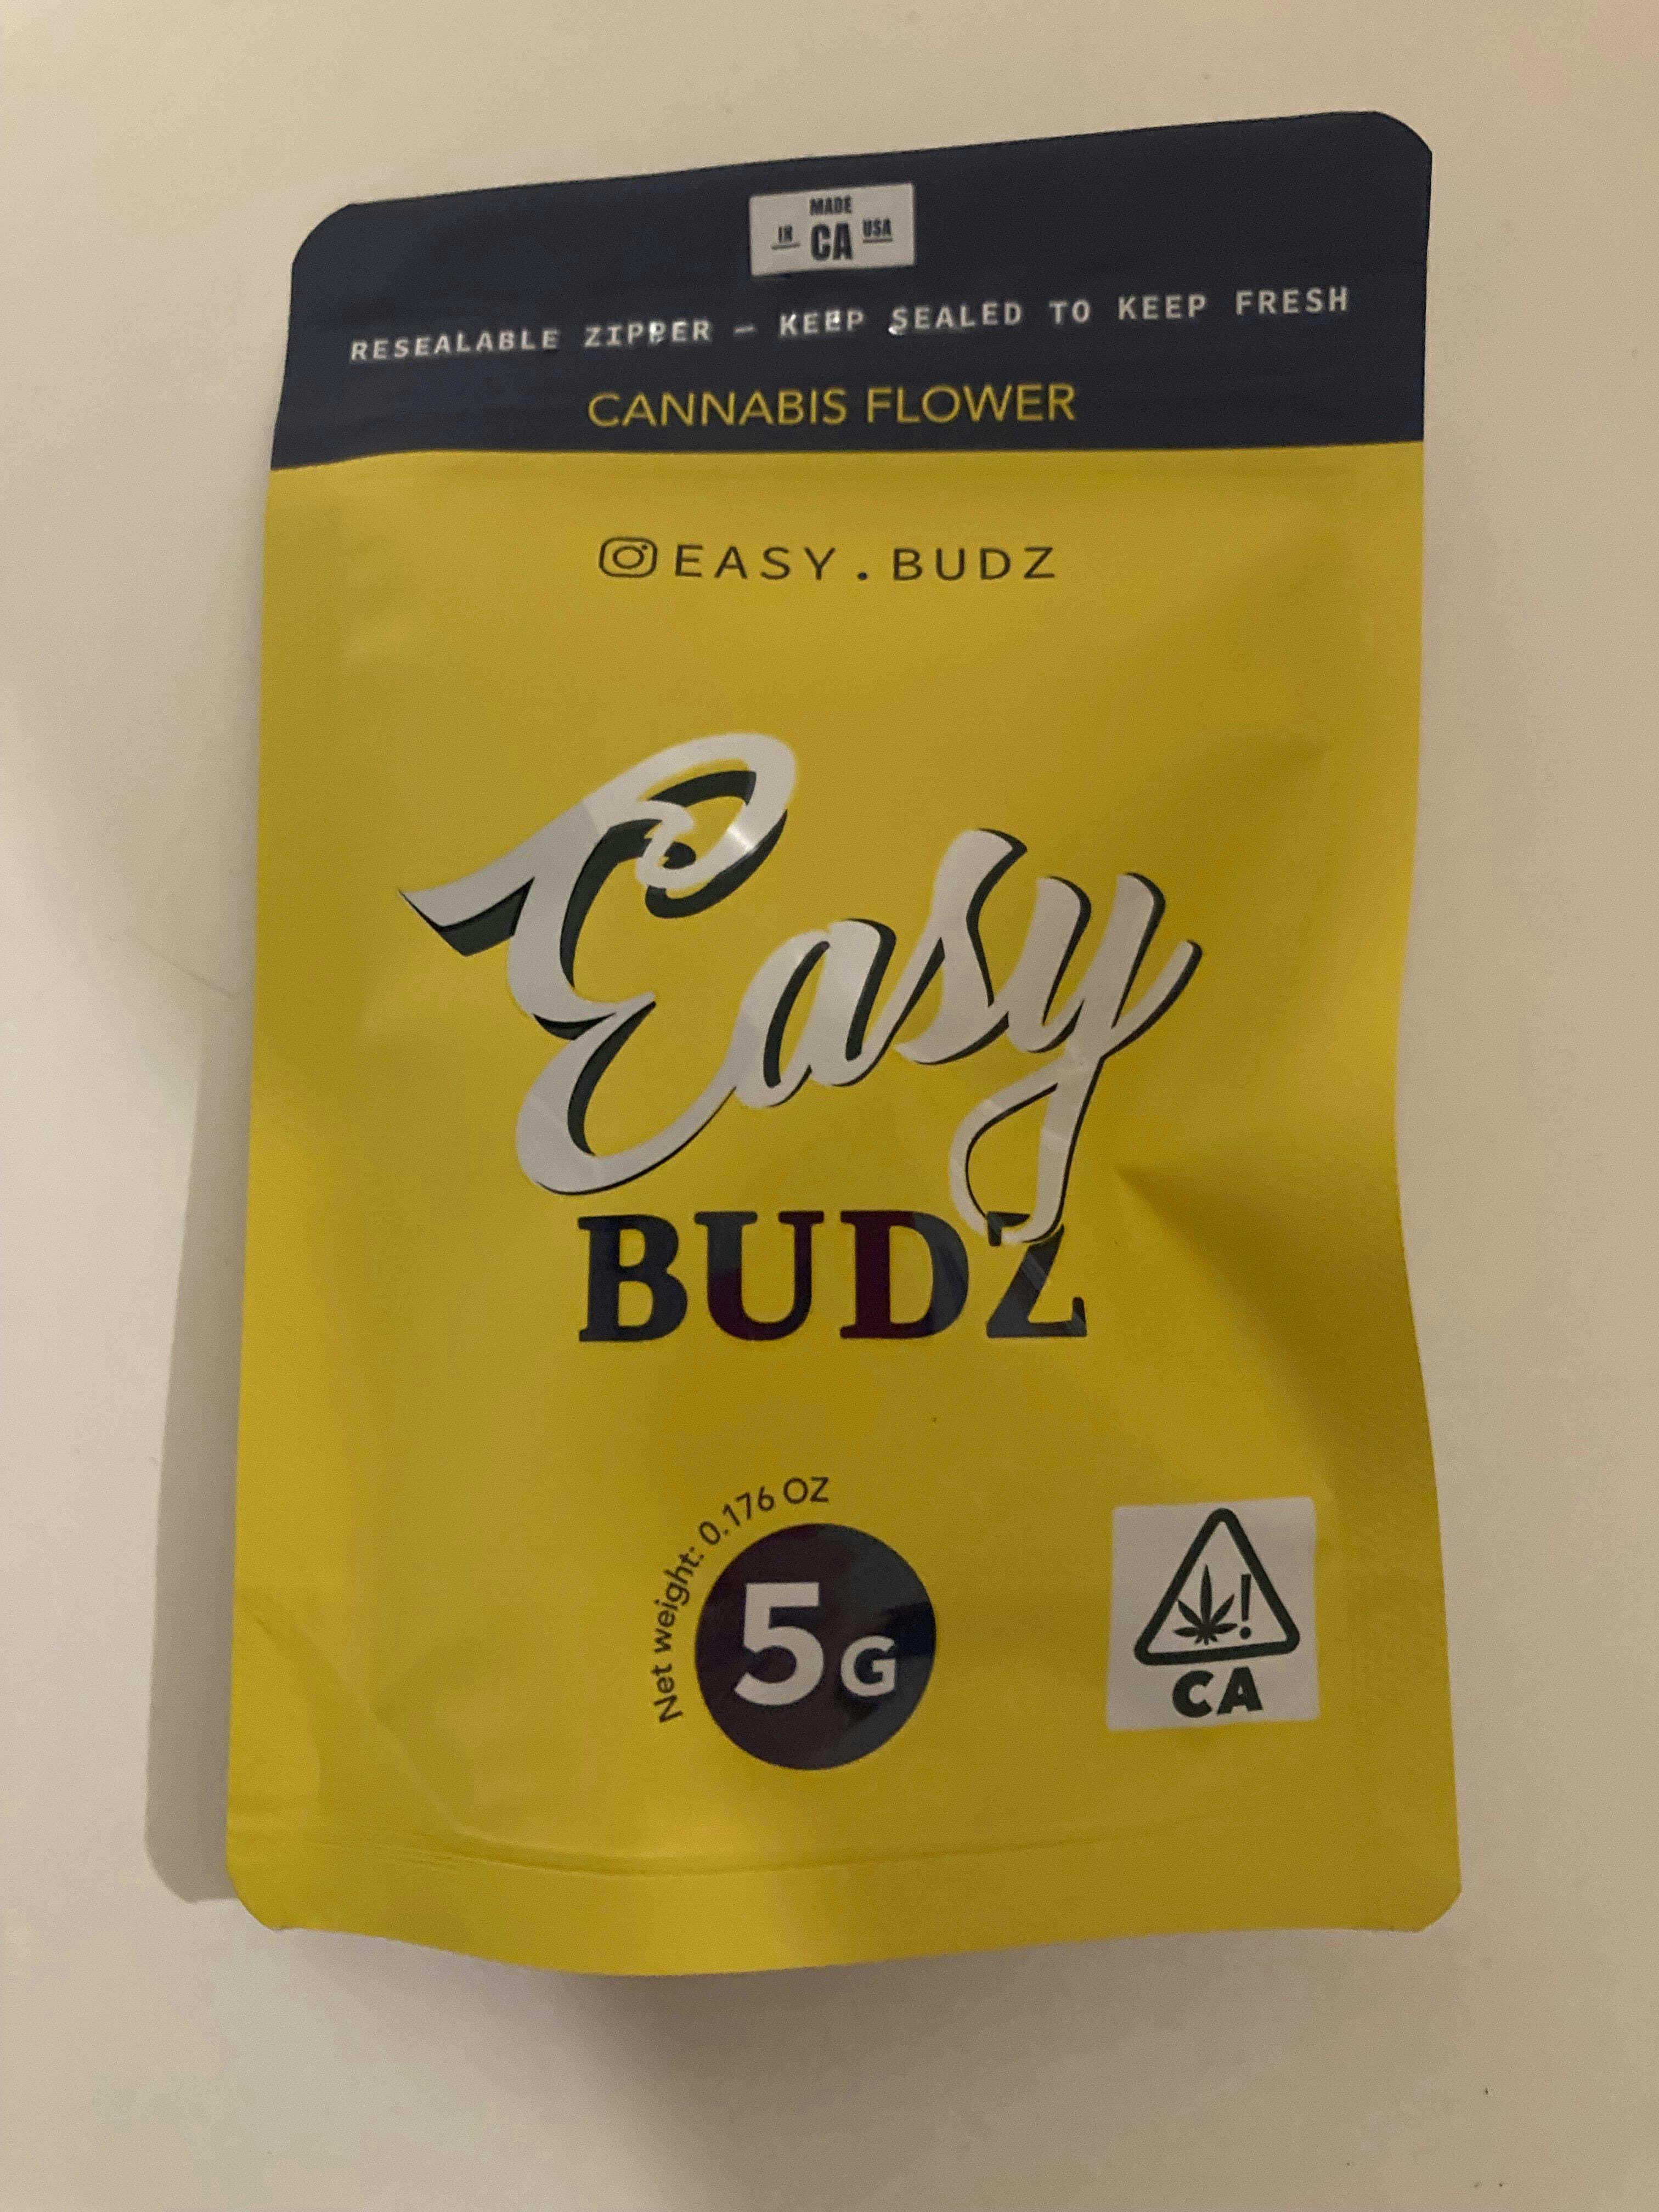 MADE
IN CA USA
RESEALABLE ZIPPER — KEEP SEALED TO KEEP FRESH
CANNABIS FLOWER
EASY.BUDZ
Easy
BUDZ
Net weight: 0.176 OZ
5G
!
CA